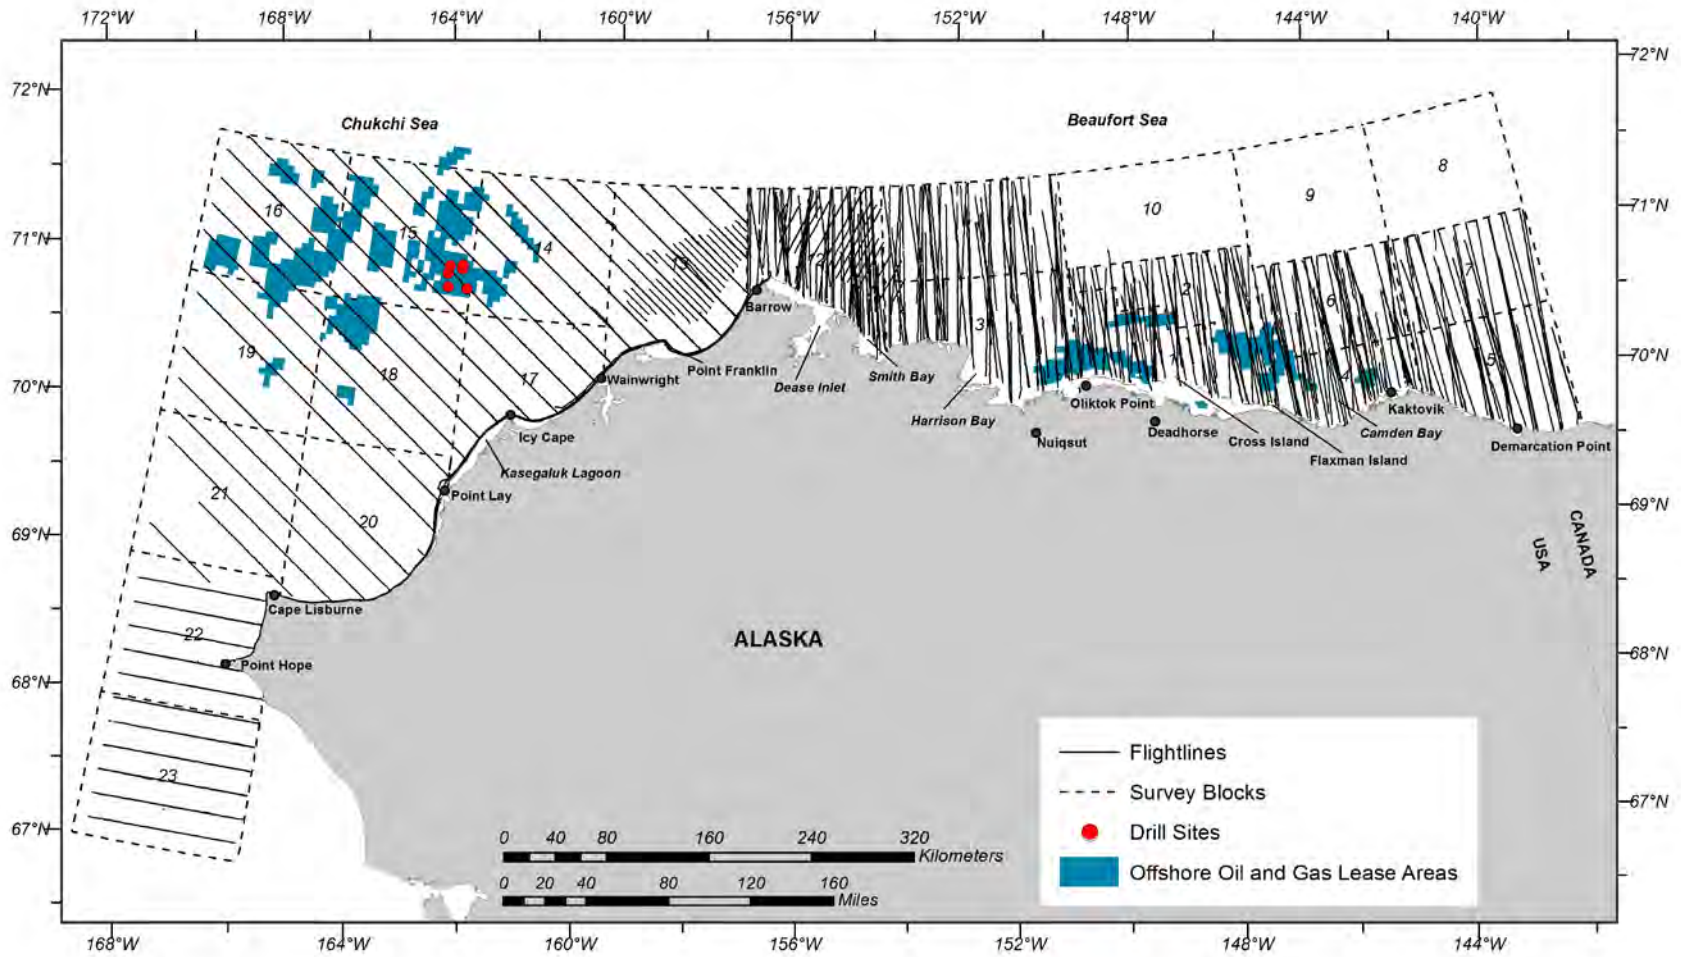 172°W 168°W 164°W 160°W 156°W 152°W 148°W 144°W 140°W
72°N 72°N
Chukchi Sea Beaufort Sea
8
9
10
16 71°N
15 14 71°N
13 12
7
2 6
3
19 70°N
1 5
18 17 4
70°N
Wainwright
Point Franklin
Barrow
Dease Inlet
Smith Bay
Harrison Bay
Oliktok Point
Nuiqsut
Deadhorse
Cross Island
Flaxman Island
Camden Bay
Kaktovik
Demarcation Point
Icy Cape
Kasegaluk Lagoon
Point Lay
21
20
69°N 69°N
USA
CANADA
Cape Lisburne
22
Point Hope
ALASKA
68°N 68°N
23
67°N 67°N
Flightlines
Survey Blocks
Drill Sites
Offshore Oil and Gas Lease Areas
0 40 80 160 240 320
Kilometers
0 20 40 80 120 160
Miles
168°W 164°W 160°W 156°W 152°W 148°W 144°W